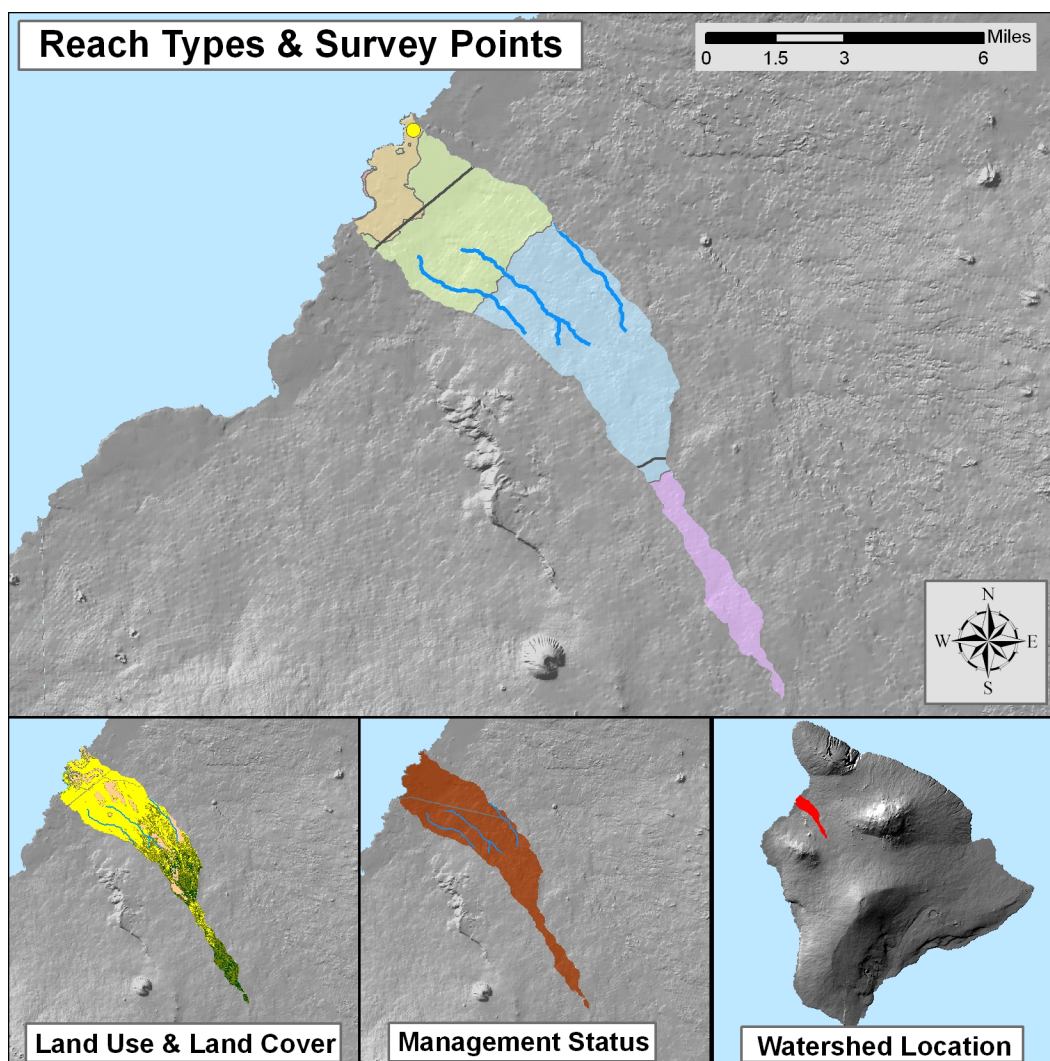 Reach Types & Survey Points
Miles
0 1.5 3 6
N
W E
S
Land Use & Land Cover
Management Status
Watershed Location